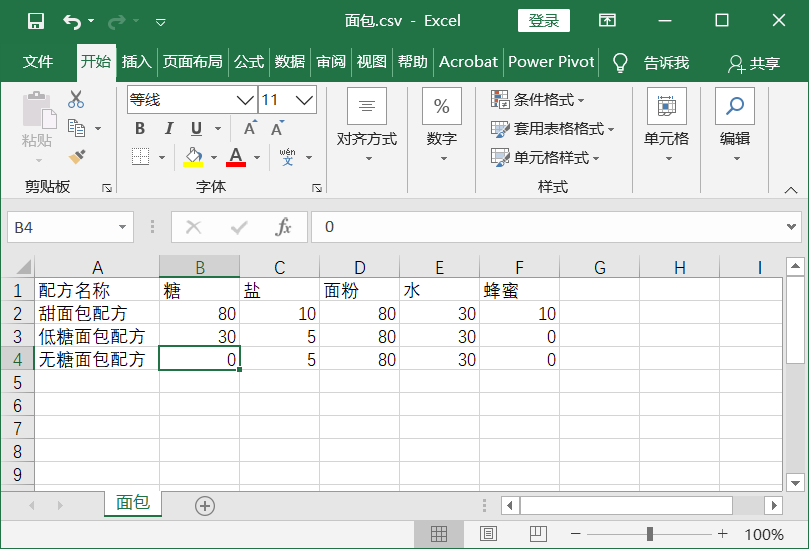 面包.csv - Excel 登录
文件 开始 插入 页面布局 公式 数据 审阅 视图 帮助 Acrobat Power Pivot 告诉我 共享
粘贴 等线 11 对齐方式 % 数字 条件格式 套用表格格式 单元格样式 单元格 编辑
B I U A A
A wén 文
剪贴板 字体 样式
B4 fx 0
A B C D E F G H I
1 配方名称 糖 盐 面粉 水 蜂蜜
2 甜面包配方 80 10 80 30 10
3 低糖面包配方 30 5 80 30 0
4 无糖面包配方 0 5 80 30 0
5
6
7
8
9
面包
100%